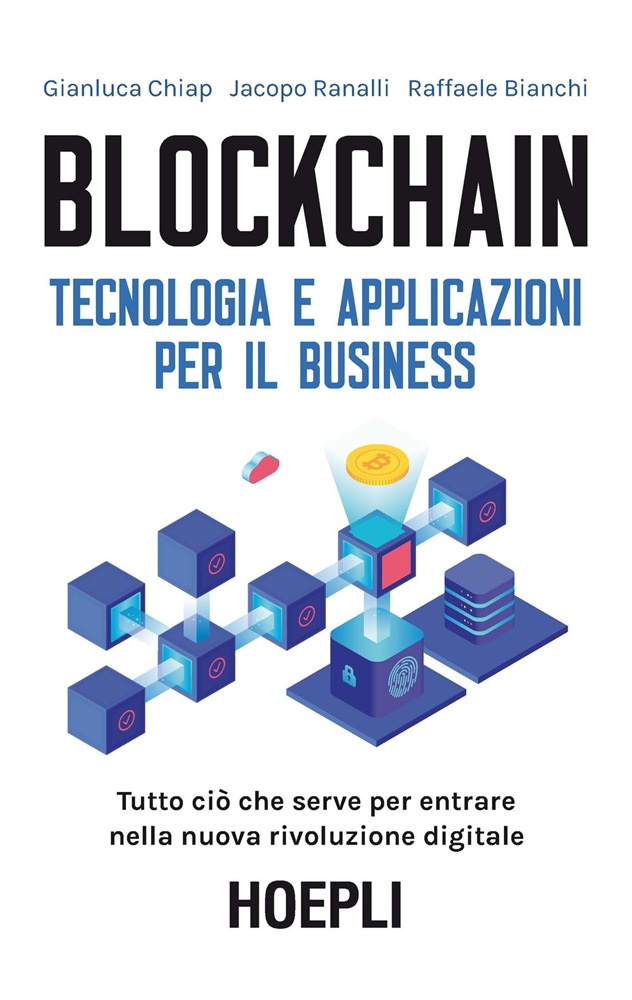 Gianluca Chiap Jacopo Ranalli Raffaele Bianchi
BLOCKCHAIN
TECNOLOGIA E APPLICAZIONI
PER IL BUSINESS
Tutto ciò che serve per entrare
nella nuova rivoluzione digitale
HOEPLI